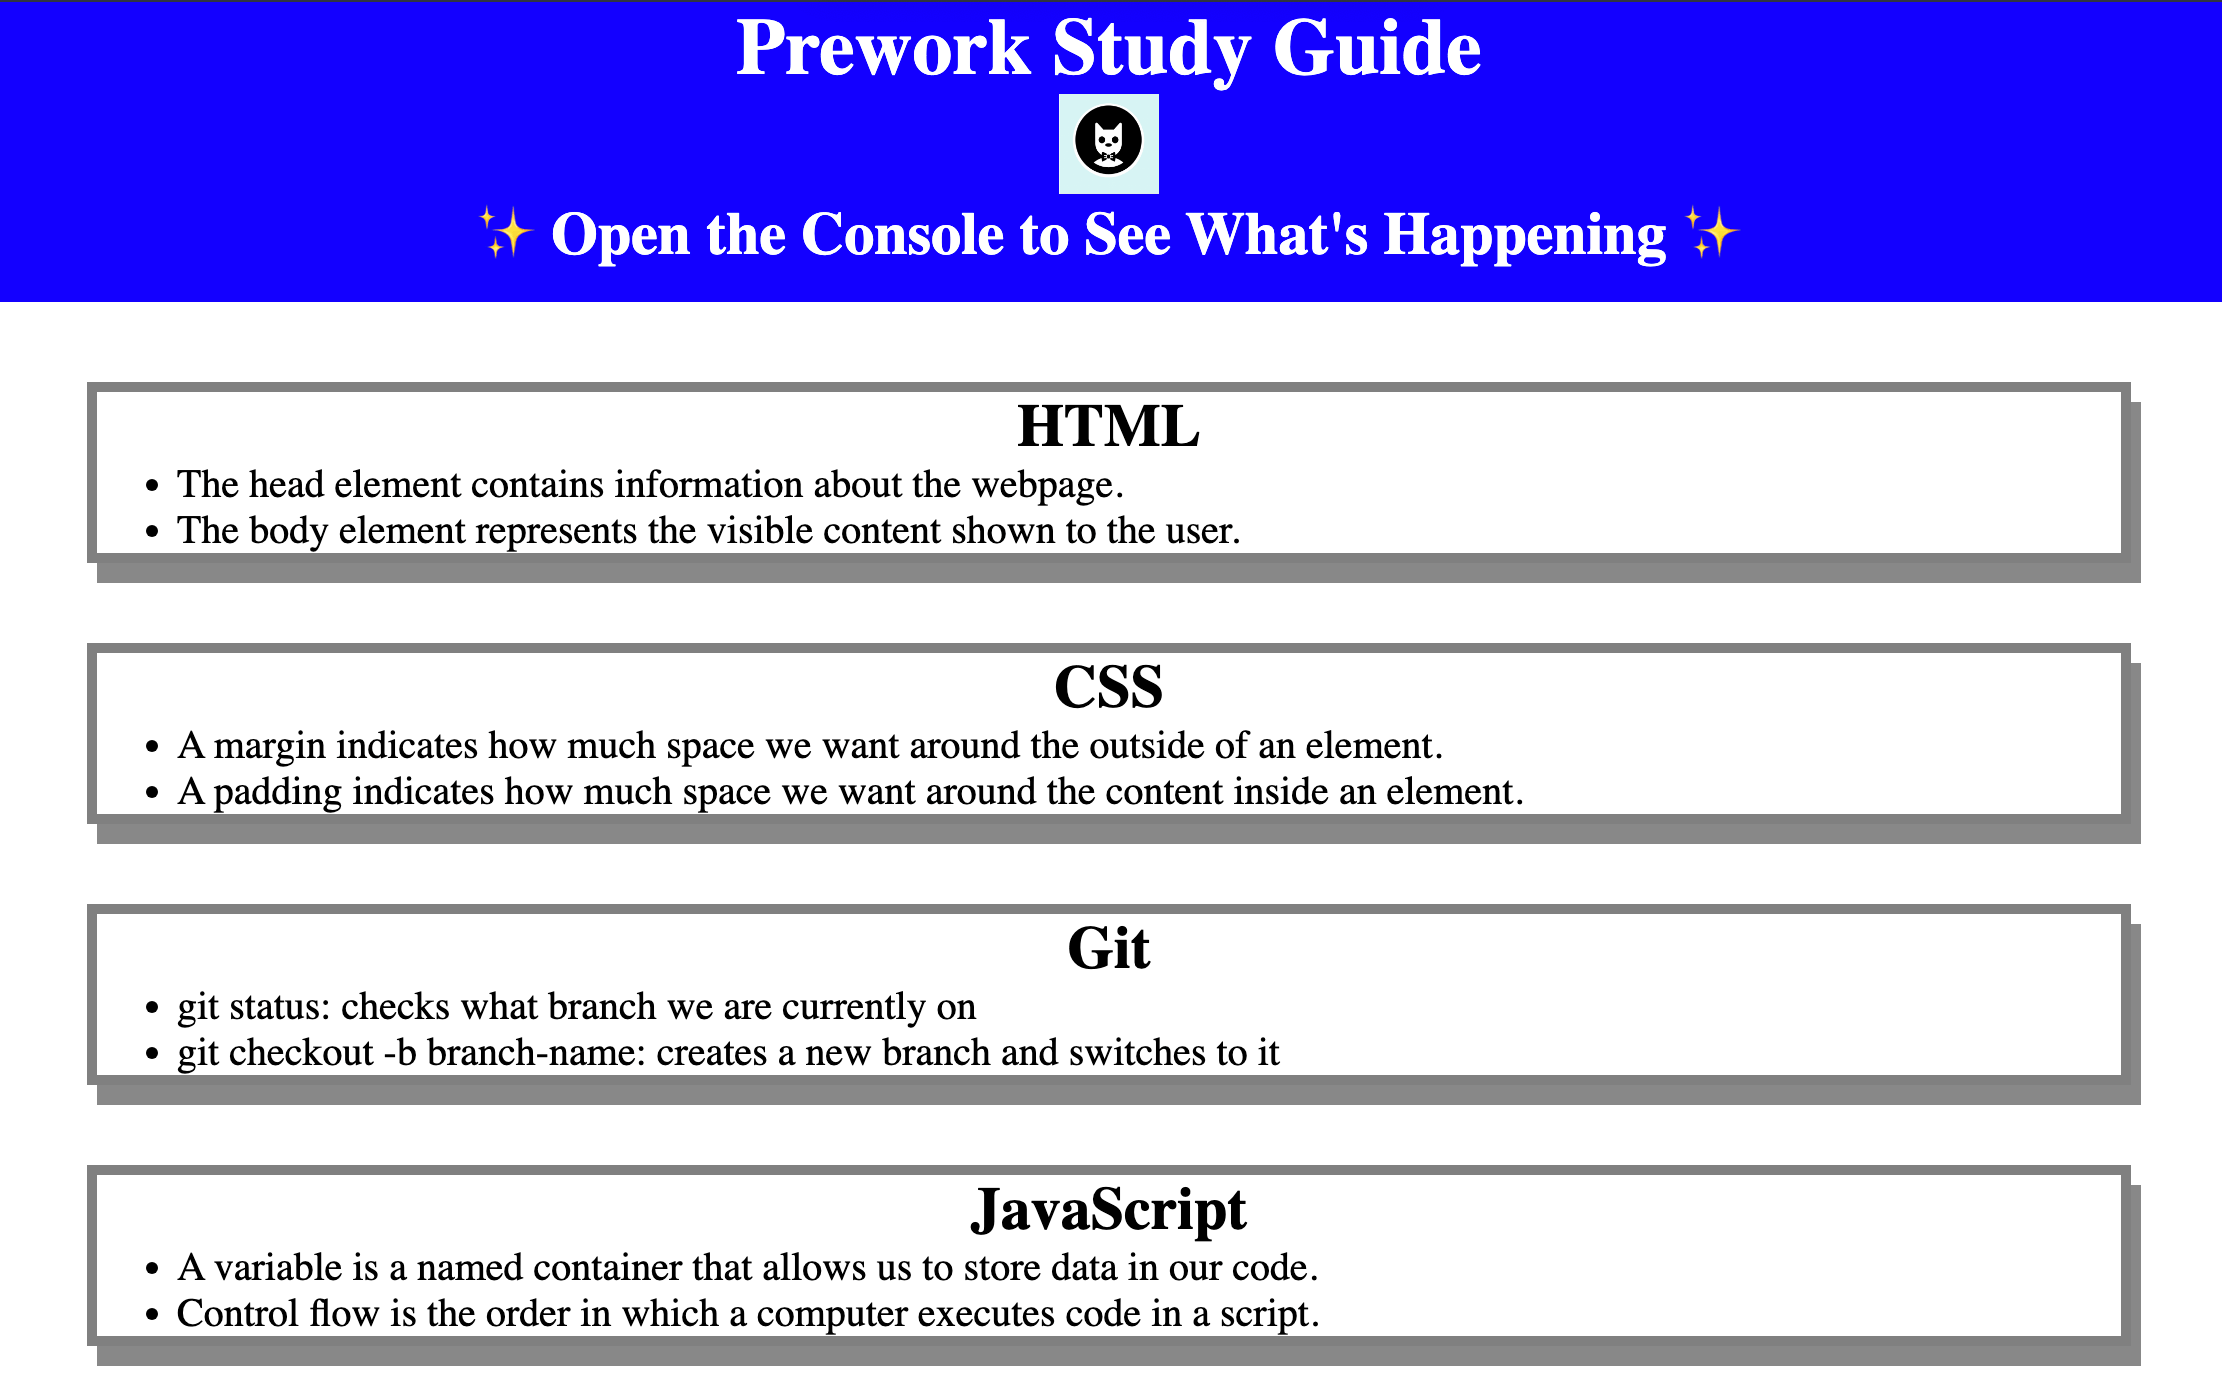 Prework Study Guide
✨ Open the Console to See What's Happening ✨
HTML
• The head element contains information about the webpage.
• The body element represents the visible content shown to the user.
CSS
• A margin indicates how much space we want around the outside of an element.
• A padding indicates how much space we want around the content inside an element.
Git
• git status: checks what branch we are currently on
• git checkout -b branch-name: creates a new branch and switches to it
JavaScript
• A variable is a named container that allows us to store data in our code.
• Control flow is the order in which a computer executes code in a script.